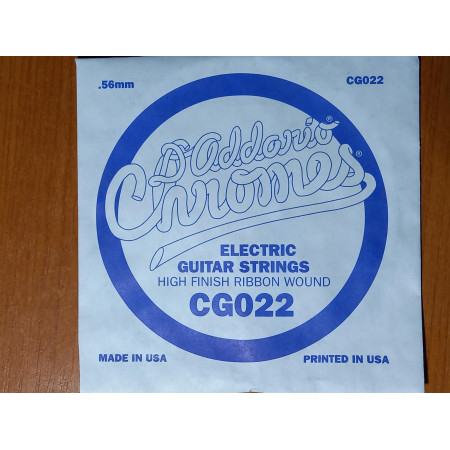 .56mm CG022
D'Addario®
Chromes®
ELECTRIC
GUITAR STRINGS
HIGH FINISH RIBBON WOUND
CG022
MADE IN USA PRINTED IN USA